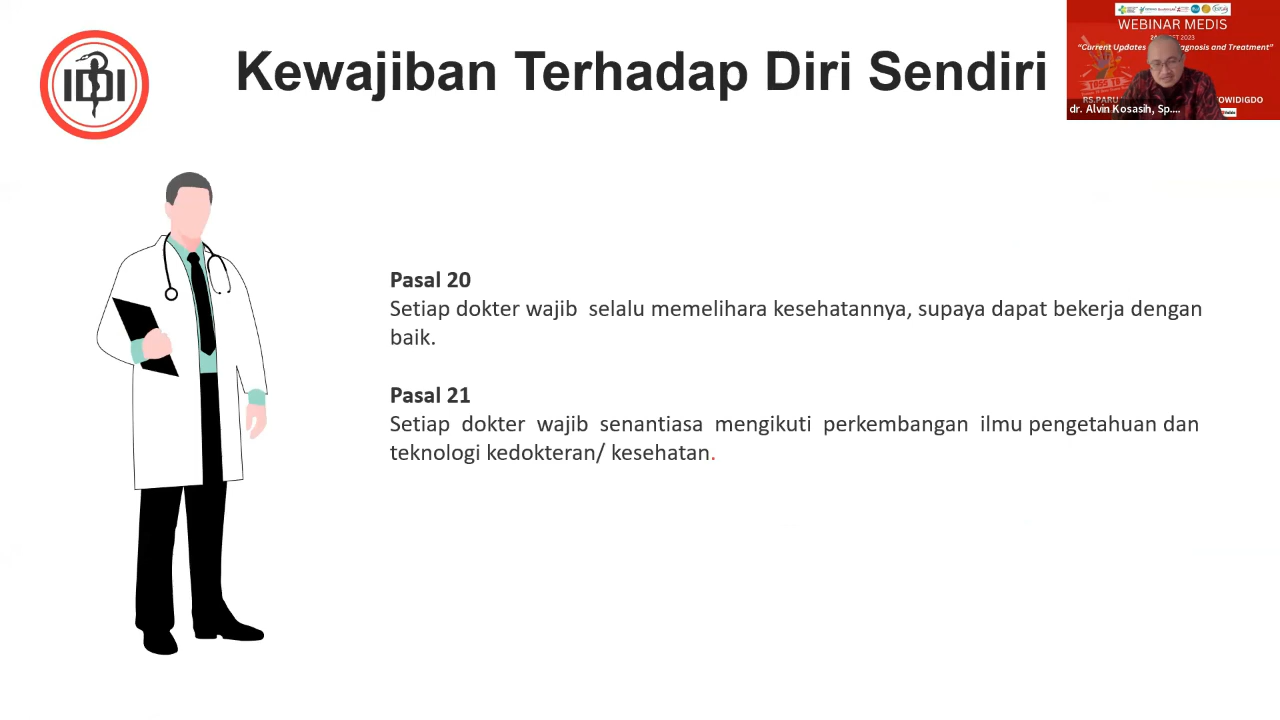 IDI
Kewajiban Terhadap Diri Sendiri
WEBINAR MEDIS
2023
"Current Updates
and Treatment"
RS.PARU
OWIDIGDO
dr. Alvin Kosasih, Sp....
Pasal 20
Setiap dokter wajib selalu memelihara kesehatannya, supaya dapat bekerja dengan
baik.
Pasal 21
Setiap dokter wajib senantiasa mengikuti perkembangan ilmu pengetahuan dan
teknologi kedokteran/ kesehatan.